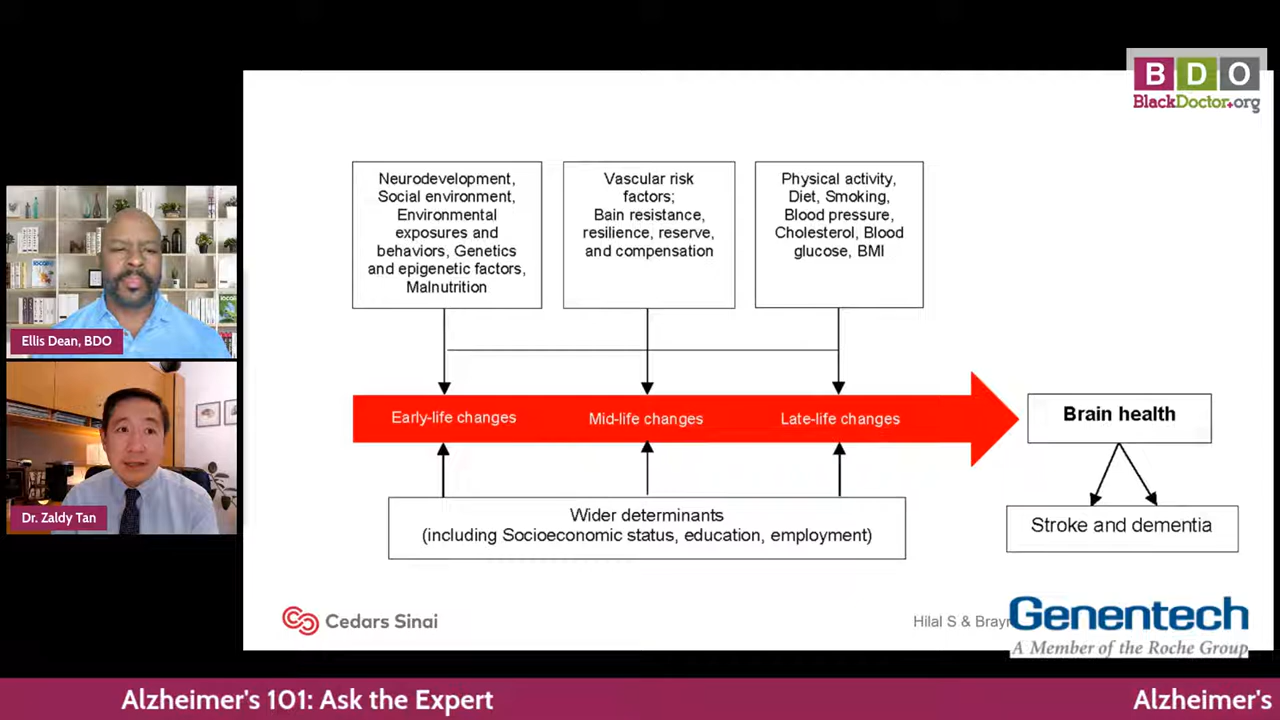 BDO
BlackDoctor.org
Neurodevelopment,
Social environment,
Environmental
exposures and
behaviors, Genetics
and epigenetic factors,
Malnutrition
Vascular risk
factors;
Bain resistance,
resilience, reserve,
and compensation
Physical activity,
Diet, Smoking,
Blood pressure,
Cholesterol, Blood
glucose, BMI
Early-life changes
Mid-life changes
Late-life changes
Brain health
Wider determinants
(including Socioeconomic status, education, employment)
Stroke and dementia
Ellis Dean, BDO
Dr. Zaldy Tan
Cedars Sinai
Hilal S &
Genentech
A Member of the Roche Group
Alzheimer's 101: Ask the Expert
Alzheimer's